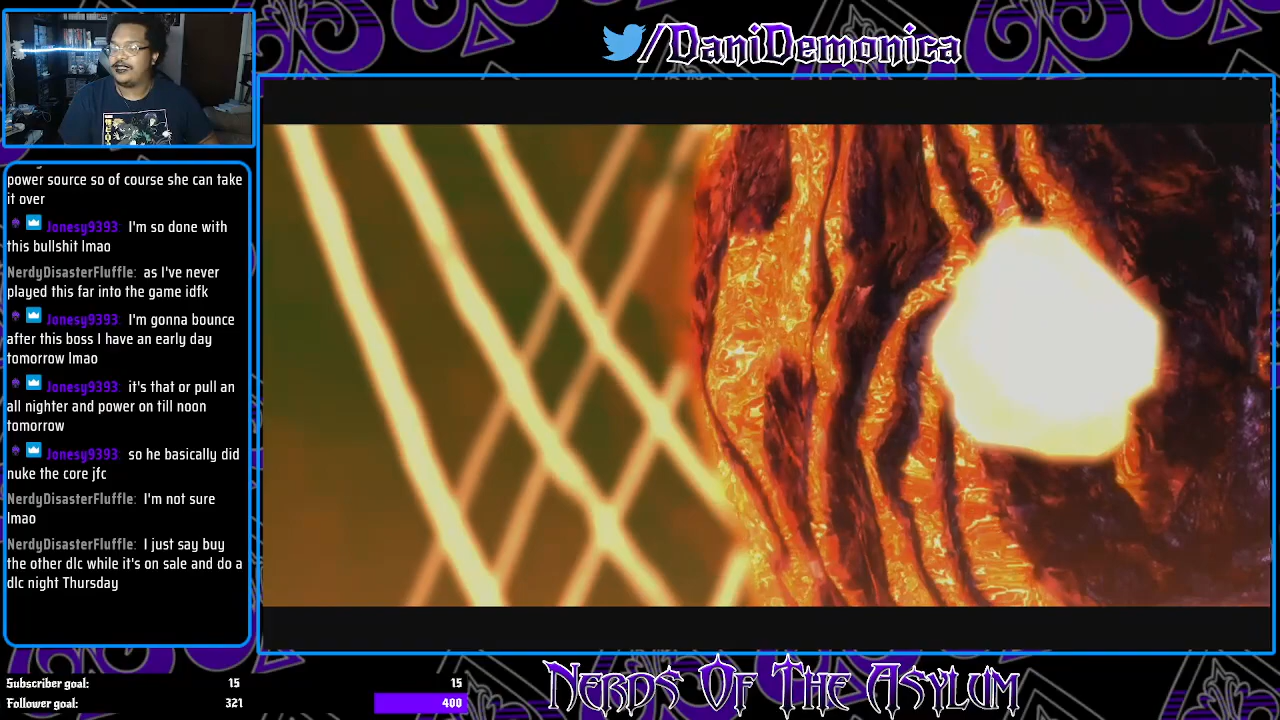 /DaniDemonica
power source so of course she can take
it over
Jonesy9393: I'm so done with
this bullshit lmao
NerdyDisasterFluffle: as I've never
played this far into the game idfk
Jonesy9393: I'm gonna bounce
after this boss I have an early day
tomorrow lmao
Jonesy9393: it's that or pull an
all nighter and power on till noon
tomorrow
Jonesy9393: so he basically did
nuke the core jfc
NerdyDisasterFluffle: I'm not sure
lmao
NerdyDisasterFluffle: I just say buy
the other dlc while it's on sale and do a
dlc night Thursday
Subscriber goal: 15 15
Follower goal: 321 400
Nerds Of The Asylum